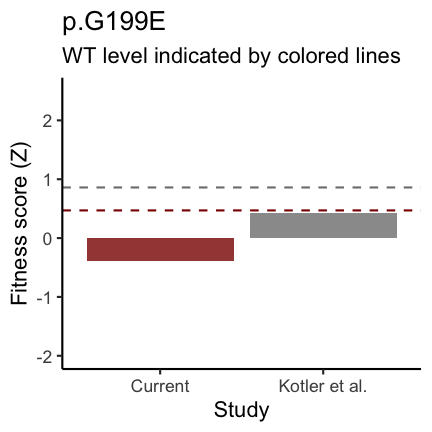 p.G199E
WT level indicated by colored lines
Fitness score (Z)
2
1
0
-1
-2
Current
Kotler et al.
Study